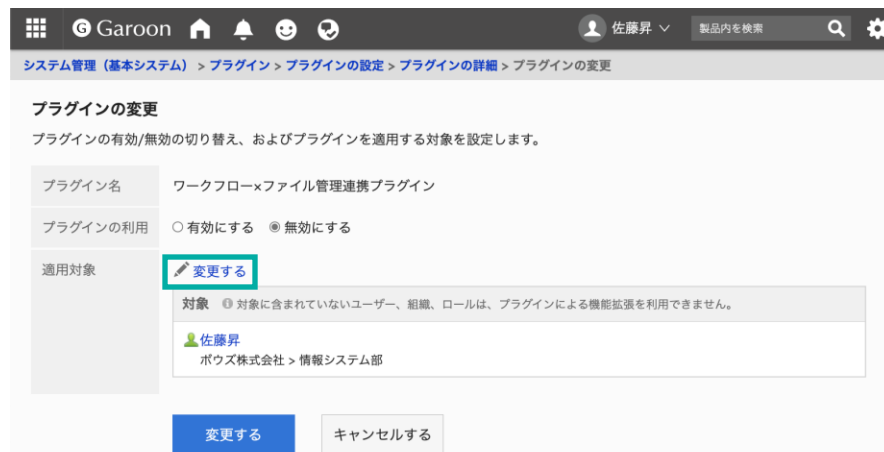 G Garoon 佐藤昇 製品内を検索
システム管理（基本システム） > プラグイン > プラグインの設定 > プラグインの詳細 > プラグインの変更
プラグインの変更
プラグインの有効/無効の切り替え、およびプラグインを適用する対象を設定します。
プラグイン名 ワークフロー×ファイル管理連携プラグイン
プラグインの利用 有効にする 無効にする
適用対象 変更する
対象 対象に含まれていないユーザー、組織、ロールは、プラグインによる機能拡張を利用できません。
佐藤昇
ボウズ株式会社 > 情報システム部
変更する キャンセルする